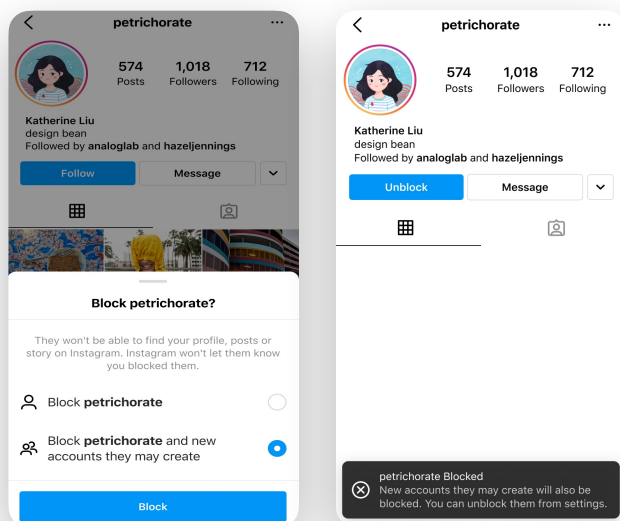 petrichorate
574 1,018 712
Posts Followers Following
Katherine Liu
design bean
Followed by analoglab and hazeljennings
Follow Message
Block petrichorate?
They won't be able to find your profile, posts or
story on Instagram. Instagram won't let them know
you blocked them.
Block petrichorate
Block petrichorate and new
accounts they may create
Block
petrichorate
574 1,018 712
Posts Followers Following
Katherine Liu
design bean
Followed by analoglab and hazeljennings
Unblock Message
petrichorate Blocked
New accounts they may create will also be
blocked. You can unblock them from settings.